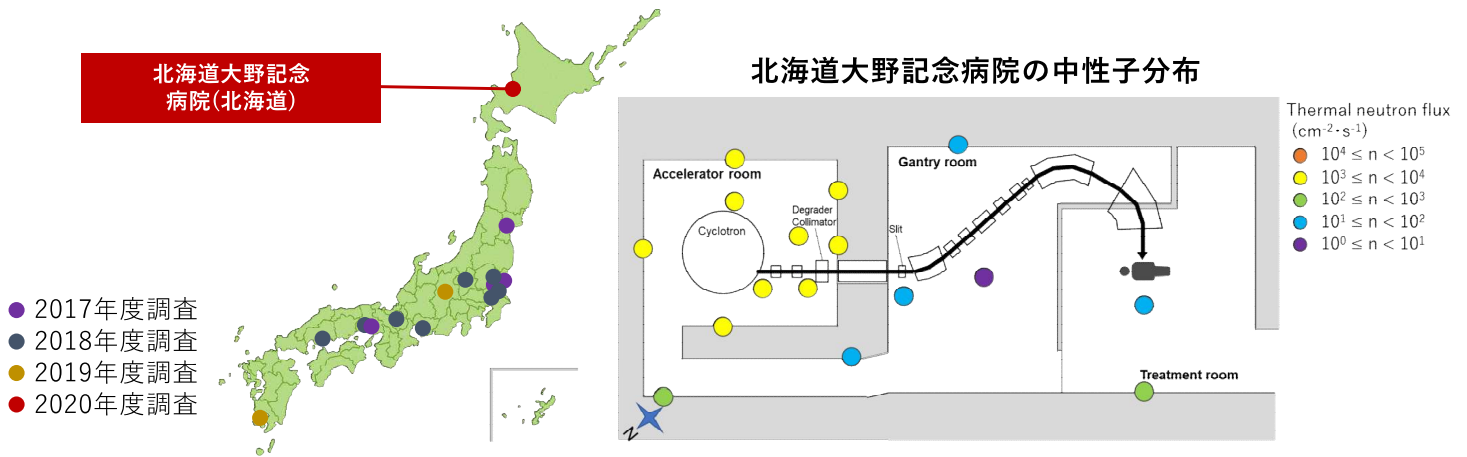 北海道大野記念
病院(北海道)
2017年度調査
2018年度調査
2019年度調査
2020年度調査
北海道大野記念病院の中性子分布
Accelerator room
Cyclotron
Degrader
Collimator
Slit
Gantry room
Treatment room
N
Thermal neutron flux
(cm⁻²･s⁻¹)
10⁴ ≤ n < 10⁵
10³ ≤ n < 10⁴
10² ≤ n < 10³
10¹ ≤ n < 10²
10⁰ ≤ n < 10¹